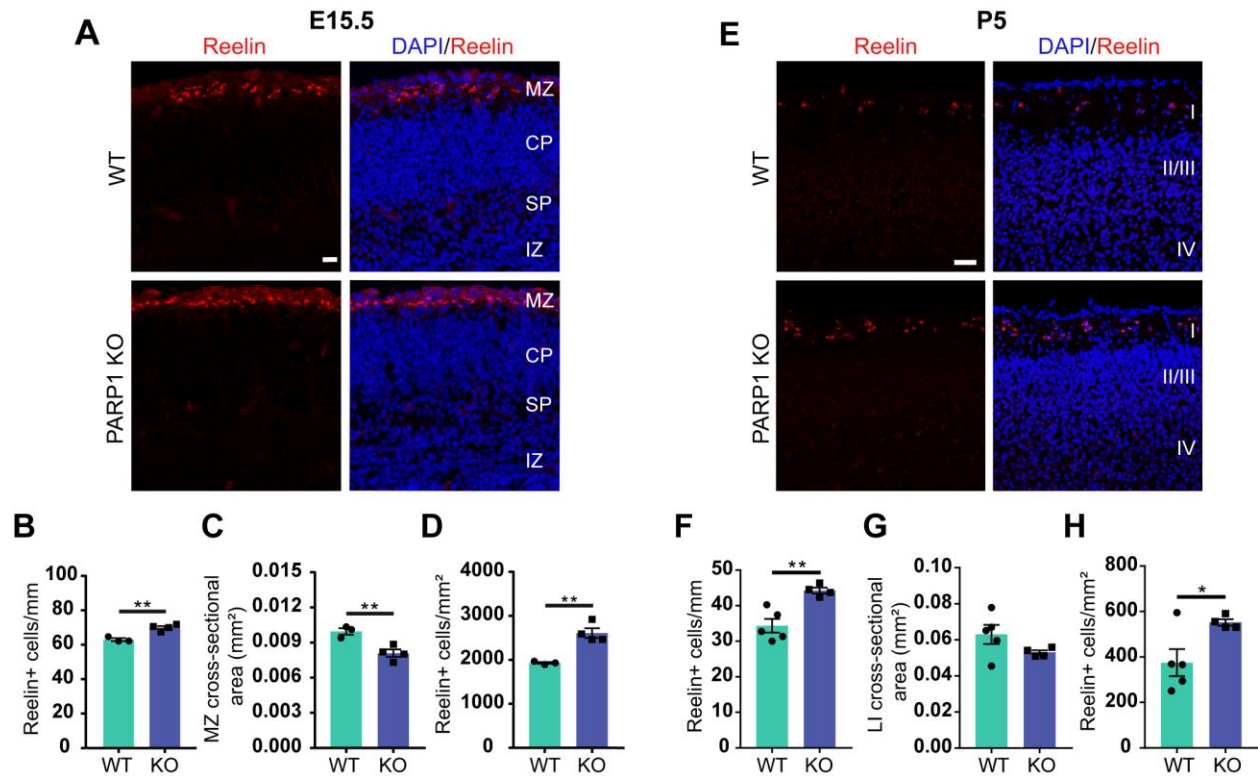 E15.5
A
Reelin
DAPI/Reelin
WT
MZ
CP
SP
IZ
PARP1 KO
MZ
CP
SP
IZ
P5
E
Reelin
DAPI/Reelin
WT
I
II/III
IV
PARP1 KO
I
II/III
IV
B
Reelin+ cells/mm
100
80
60
40
20
0
**
WT KO
C
MZ cross-sectional
area (mm²)
0.015
0.012
0.009
0.006
0.003
0.000
**
WT KO
D
Reelin+ cells/mm²
4000
3000
2000
1000
0
**
WT KO
F
Reelin+ cells/mm
50
40
30
20
10
0
**
WT KO
G
LI cross-sectional
area (mm²)
0.10
0.08
0.06
0.04
0.02
0.00
WT KO
H
Reelin+ cells/mm²
800
600
400
200
0
*
WT KO